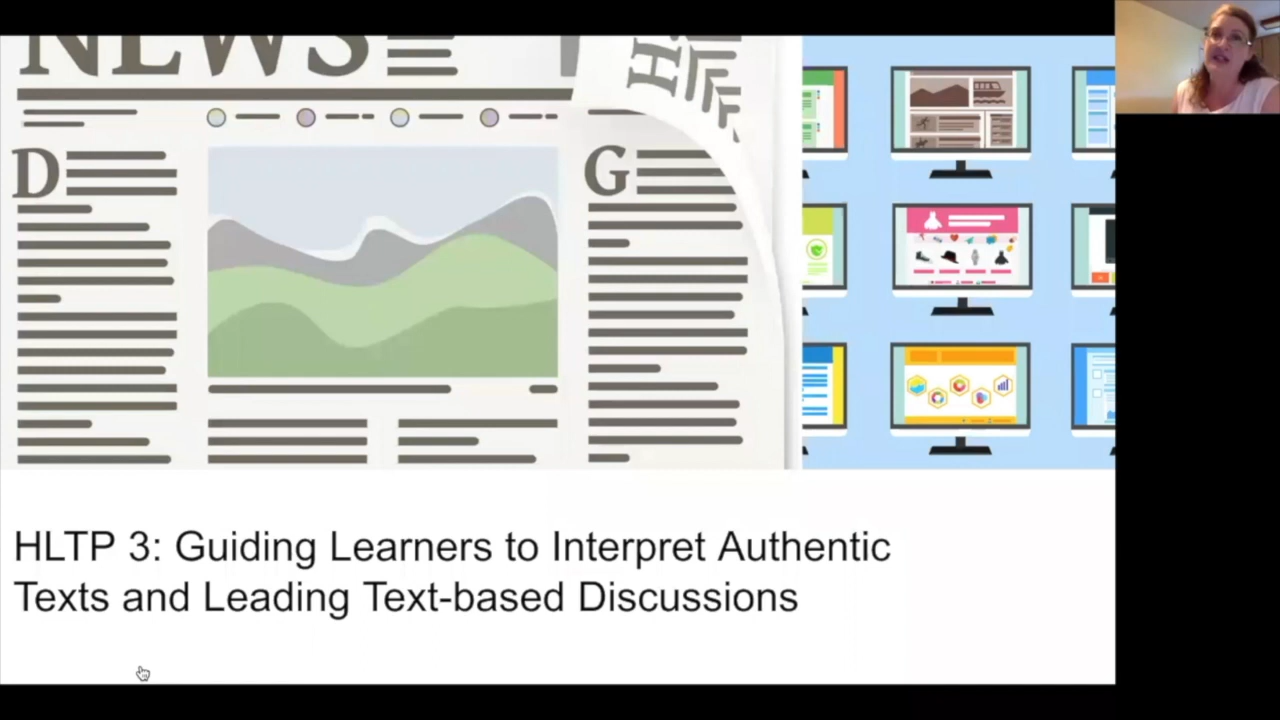 NEWS
H
D
G
HLTP 3: Guiding Learners to Interpret Authentic
Texts and Leading Text-based Discussions